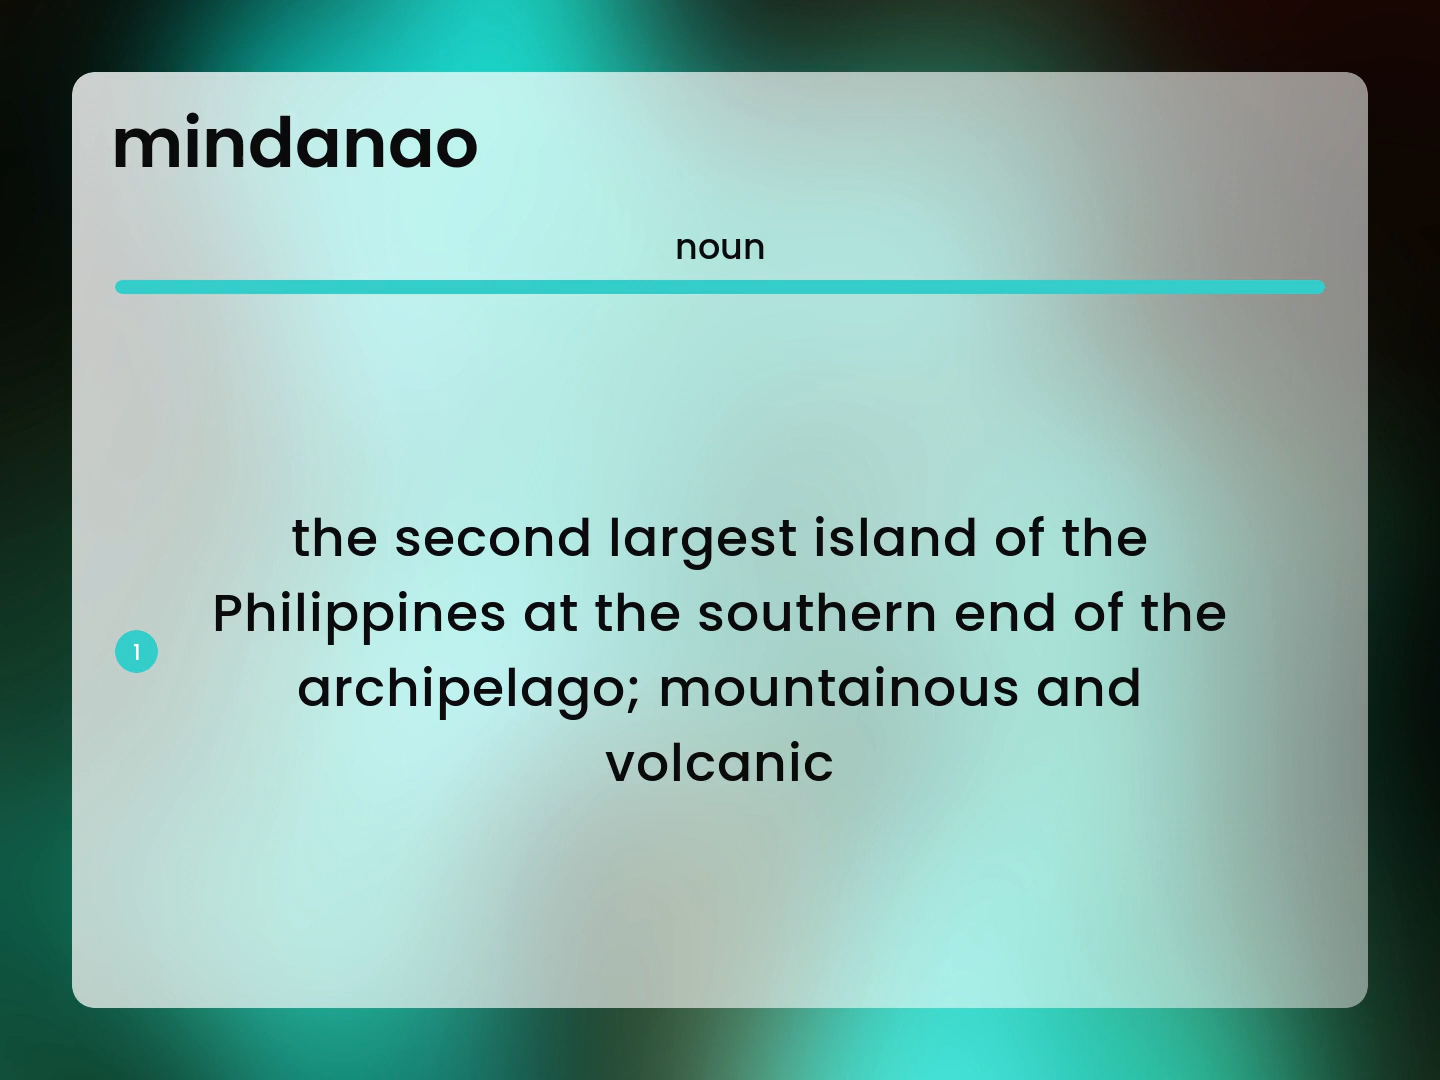 mindanao
noun
the second largest island of the
Philippines at the southern end of the
1
archipelago; mountainous and
volcanic